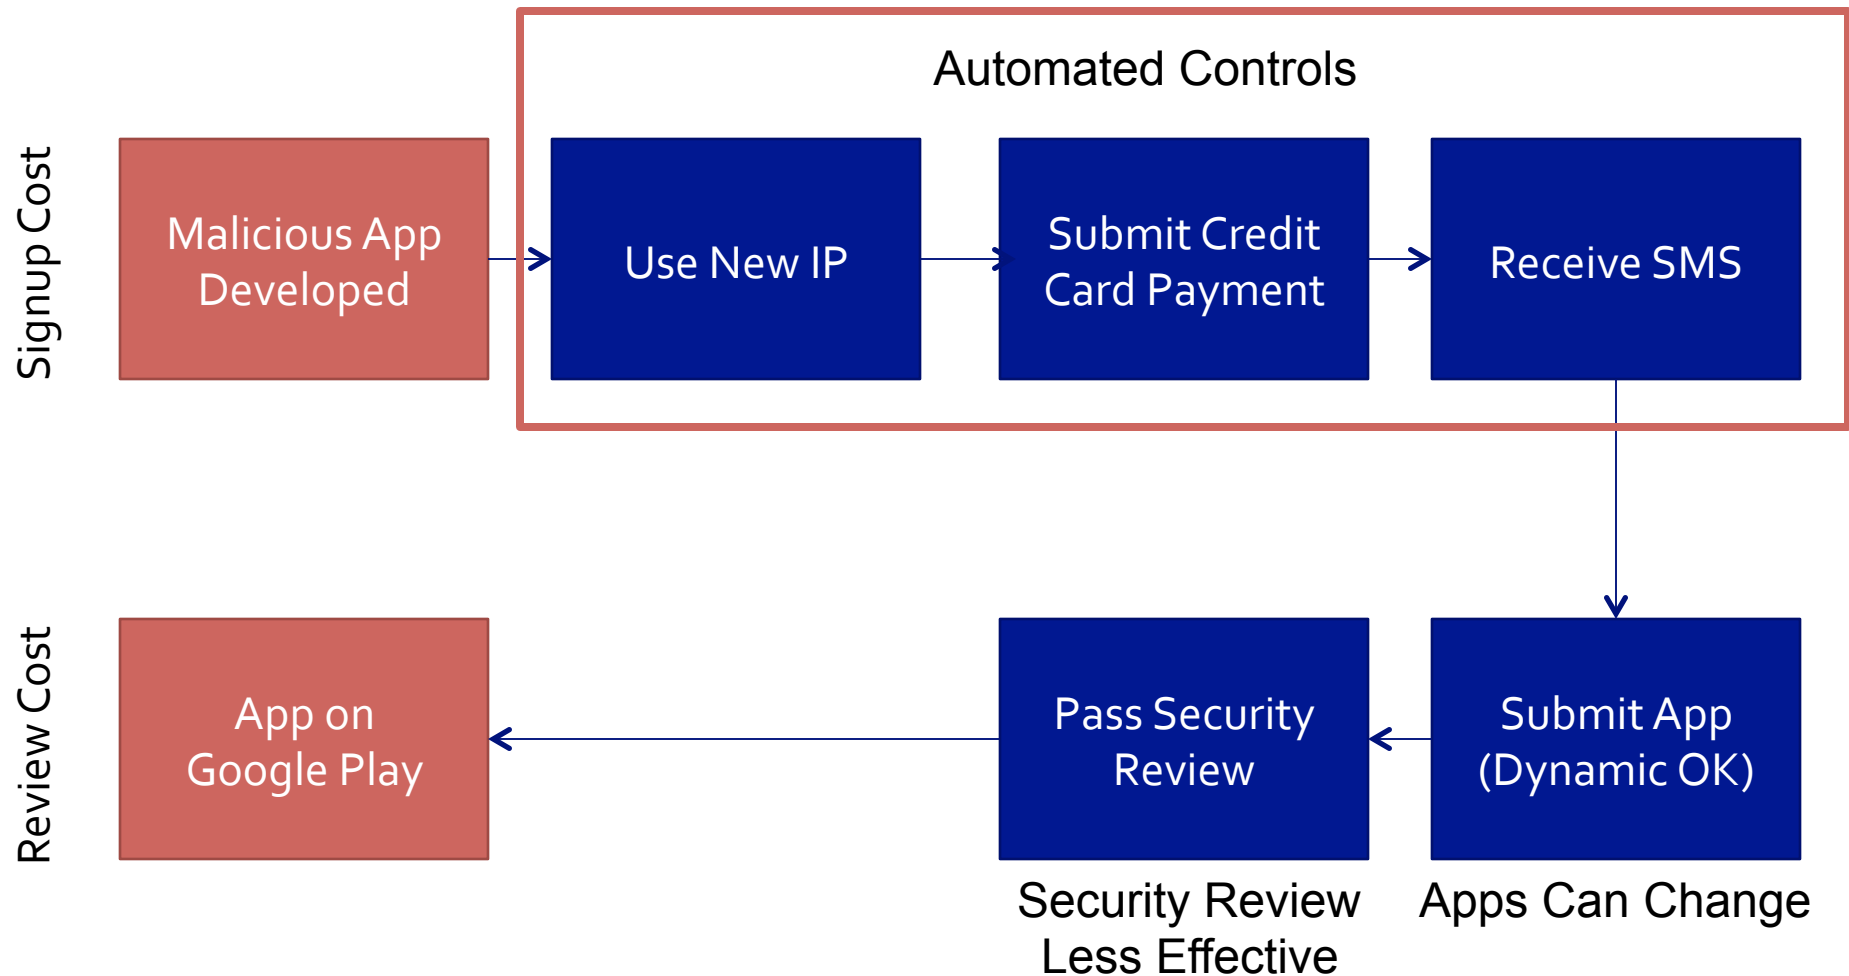 Automated Controls
Signup Cost
Malicious App
Developed
Use New IP
Submit Credit
Card Payment
Receive SMS
Review Cost
App on
Google Play
Pass Security
Review
Submit App
(Dynamic OK)
Security Review
Less Effective
Apps Can Change